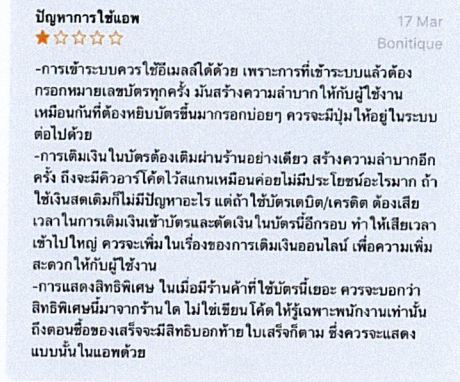 ปัญหาการใช้แอพ
17 Mar
Bonitique
-การเข้าระบบควรใช้อีเมลล์ได้ด้วย เพราะการที่เข้าระบบแล้วต้อง
กรอกหมายเลขบัตรทุกครั้ง มันสร้างความลำบากให้กับผู้ใช้งาน
เหมือนกันที่ต้องหยิบบัตรขึ้นมากรอกบ่อยๆ ควรจะมีปุ่มให้อยู่ในระบบ
ต่อไปด้วย
-การเติมเงินในบัตรต้องเติมผ่านร้านอย่างเดียว สร้างความลำบากอีก
ครั้ง ถึงจะมีคิวอาร์โค้ดไว้สแกนเหมือนค่อยไม่มีประโยชน์อะไรมาก ถ้า
ใช้เงินสดเติมก็ไม่มีปัญหาอะไร แต่ถ้าใช้บัตรเดบิต/เครดิต ต้องเสีย
เวลาในการเติมเงินเข้าบัตรและตัดเงินในบัตรนี้อีกรอบ ทำให้เสียเวลา
เข้าไปใหญ่ ควรจะเพิ่มในเรื่องของการเติมเงินออนไลน์ เพื่อความเพิ่ม
สะดวกให้กับผู้ใช้งาน
-การแสดงสิทธิพิเศษ ในเมื่อมีร้านค้าที่ใช้บัตรนี้เยอะ ควรจะบอกว่า
สิทธิพิเศษนี้มาจากร้านใด ไม่ใช่เขียนโค้ดให้รู้เฉพาะพนักงานเท่านั้น
ถึงตอนซื้อของเสร็จจะมีสิทธิบอกท้ายใบเสร็จก็ตาม ซึ่งควรจะแสดง
แบบนั้นในแอพด้วย